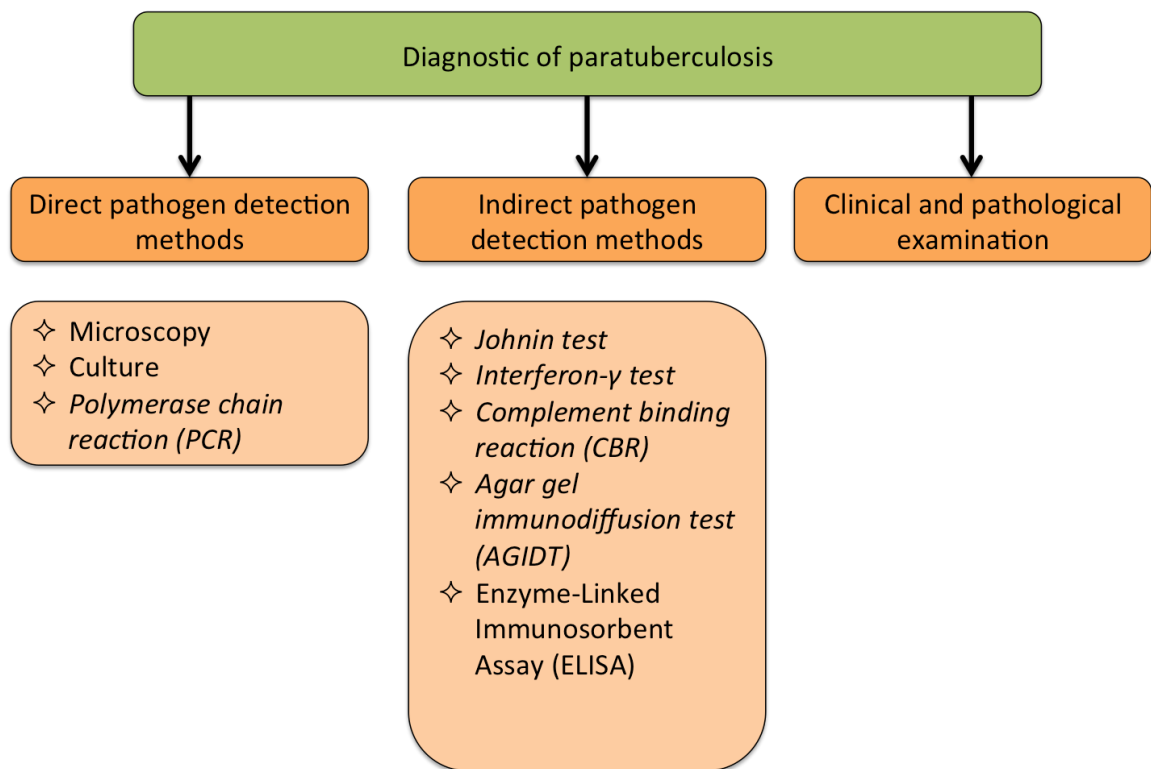 Diagnostic of paratuberculosis
Direct pathogen detection
methods
Indirect pathogen
detection methods
Clinical and pathological
examination
✧ Microscopy
✧ Culture
✧ Polymerase chain
reaction (PCR)
✧ Johnin test
✧ Interferon-γ test
✧ Complement binding
reaction (CBR)
✧ Agar gel
immunodiffusion test
(AGIDT)
✧ Enzyme-Linked
Immunosorbent
Assay (ELISA)